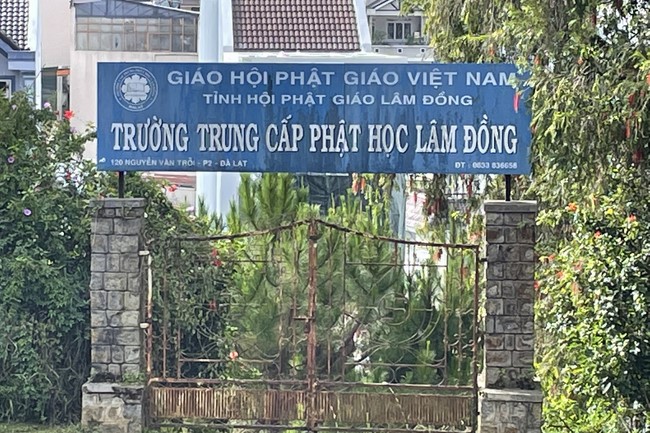 GIÁO HỘI PHẬT GIÁO VIỆT NAM
TỈNH HỘI PHẬT GIÁO LÂM ĐỒNG
TRƯỜNG TRUNG CẤP PHẬT HỌC LÂM ĐỒNG
120 NGUYỄN VĂN TRỖI - P2 - ĐÀ LẠT
ĐT : 0633 836658